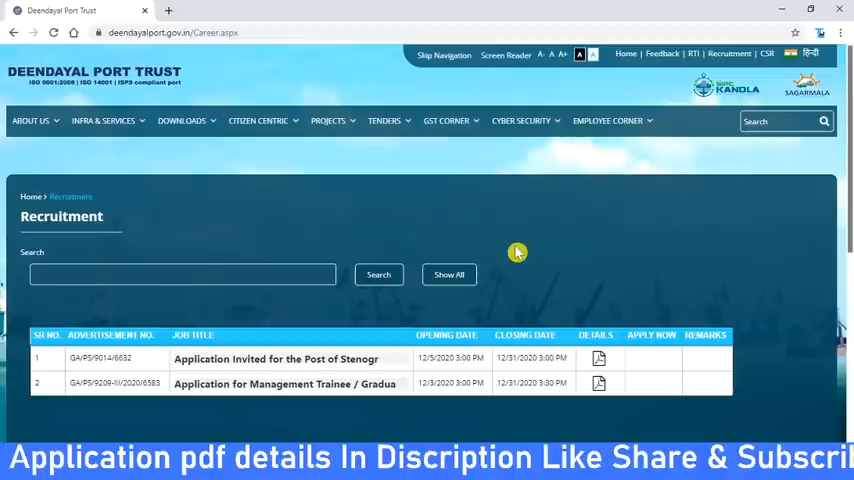 Deendayal Port Trust
deendayalport.gov.in/Career.aspx
Skip Navigation Screen Reader A- A A+ A A Home | Feedback | RTI | Recruitment | CSR हिन्दी
DEENDAYAL PORT TRUST
ISO 9001:2008 | ISO 14001 | ISPS compliant port
SIPC
KANDLA
SAGARMALA
ABOUT US INFRA & SERVICES DOWNLOADS CITIZEN CENTRIC PROJECTS TENDERS GST CORNER CYBER SECURITY EMPLOYEE CORNER Search
Home > Recruitment
Recruitment
Search
Search Show All
SR NO. ADVERTISEMENT NO. JOB TITLE OPENING DATE CLOSING DATE DETAILS APPLY NOW REMARKS
1 GA/PS/9014/6632 Application Invited for the Post of Stenogr 12/5/2020 3:00 PM 12/31/2020 3:00 PM
2 GA/PS/9209-III/2020/6583 Application for Management Trainee / Gradua 12/3/2020 3:00 PM 12/31/2020 3:30 PM
Application pdf details In Discription Like Share & Subscrib